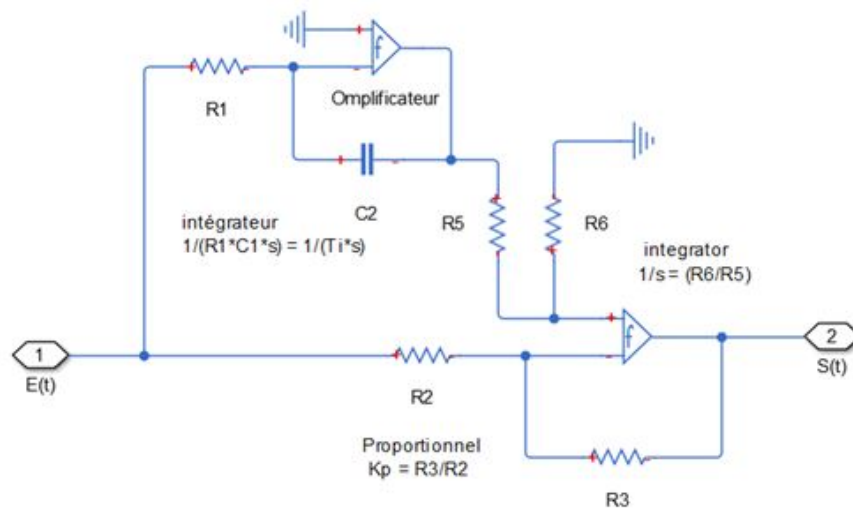 R1
Omplificateur
C2
intégrateur
1/(R1*C1*s) = 1/(Ti*s)
R5
R6
integrator
1/s = (R6/R5)
1
E(t)
2
S(t)
R2
Proportionnel
Kp = R3/R2
R3